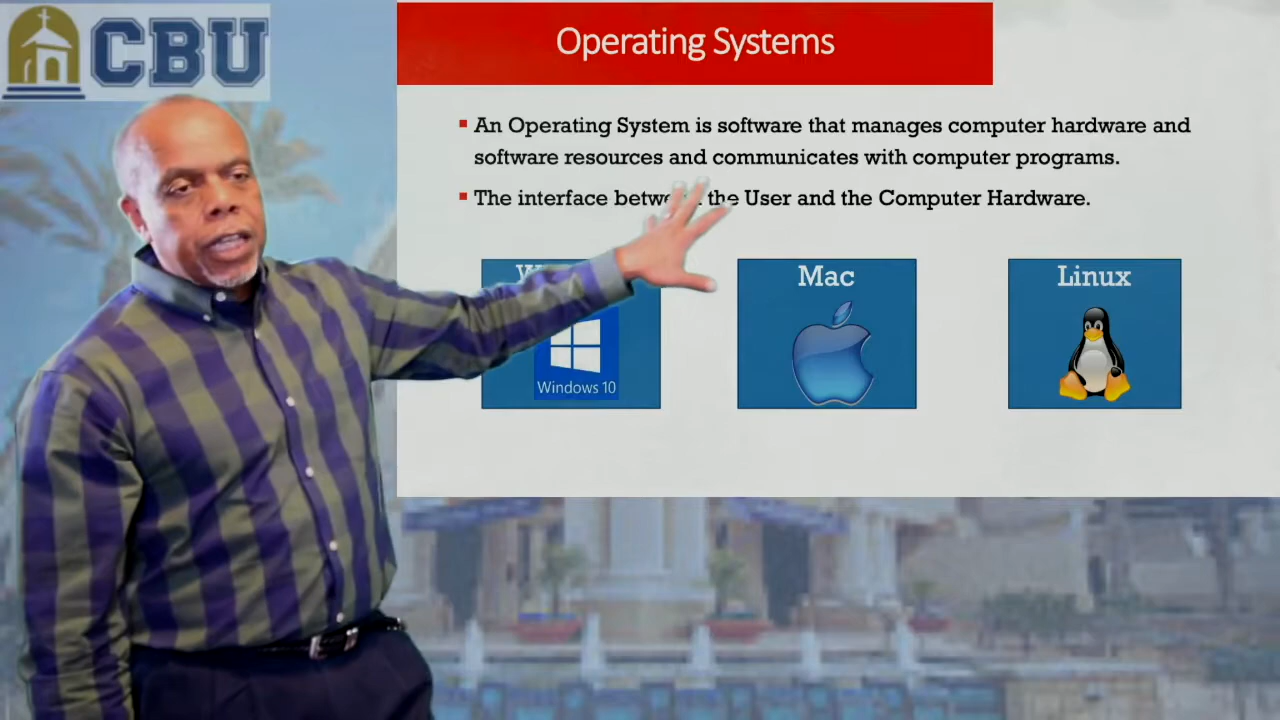 CBU
Operating Systems
▪ An Operating System is software that manages computer hardware and
software resources and communicates with computer programs.
▪ The interface the User and the Computer Hardware.
Mac
Linux
Windows 10